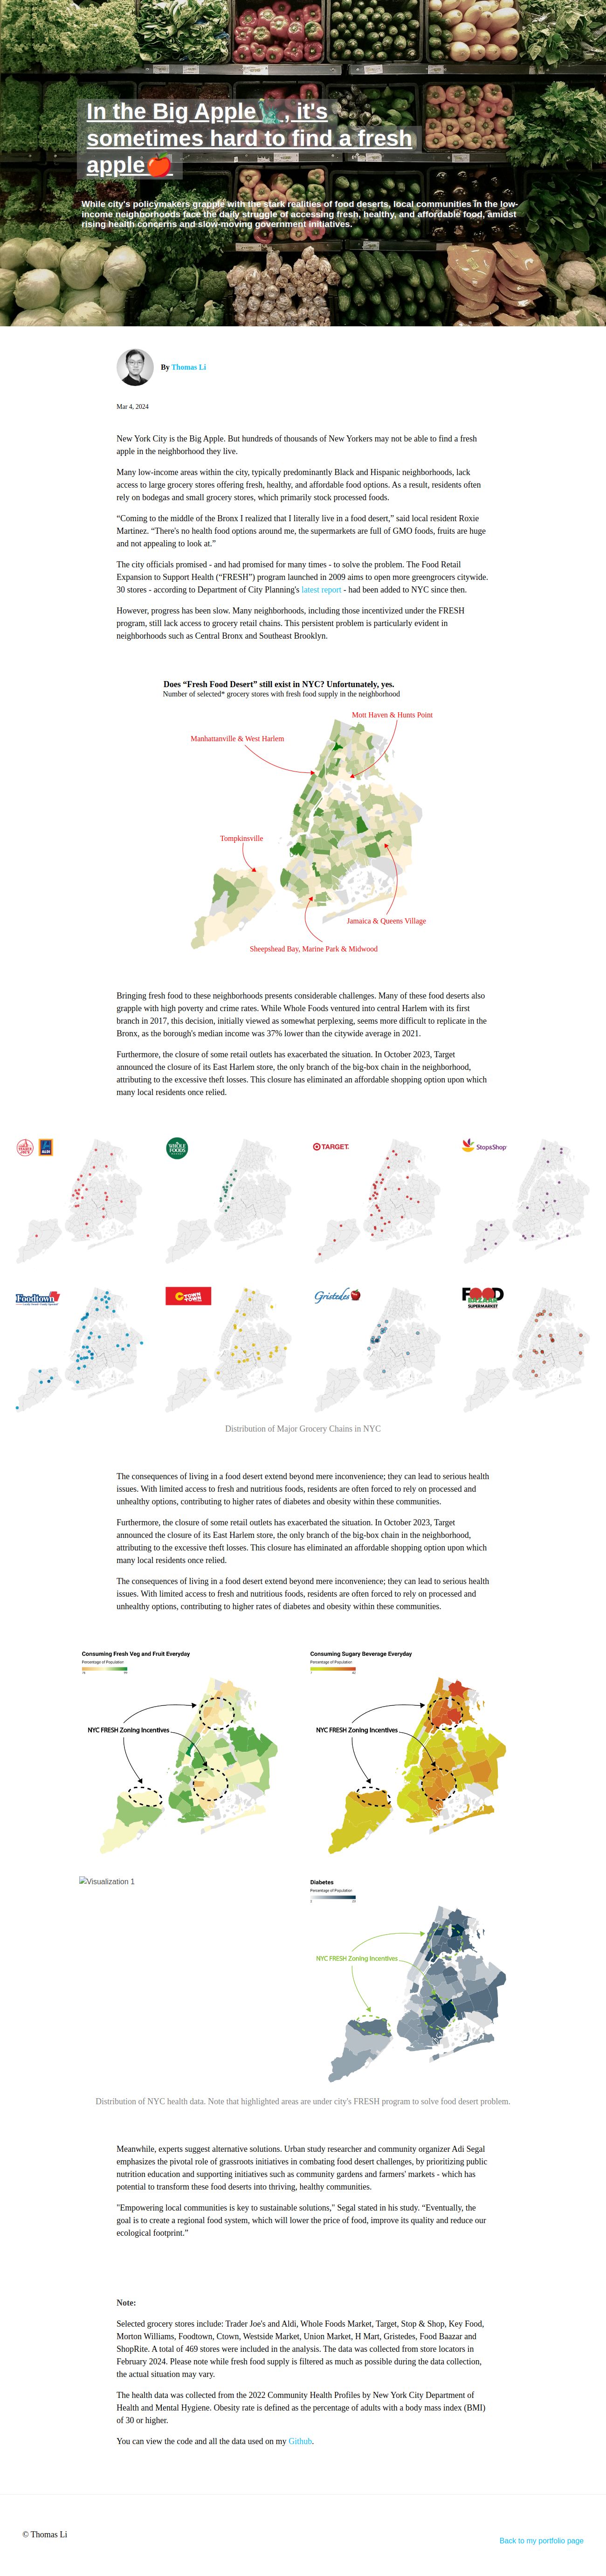 In the Big Apple🗽, it's
sometimes hard to find a fresh
apple🍎
While city's policymakers grapple with the stark realities of food deserts, local communities in the low-
income neighborhoods face the daily struggle of accessing fresh, healthy, and affordable food, amidst
rising health concerns and slow-moving government initiatives.
By Thomas Li
Mar 4, 2024
New York City is the Big Apple. But hundreds of thousands of New Yorkers may not be able to find a fresh
apple in the neighborhood they live.
Many low-income areas within the city, typically predominantly Black and Hispanic neighborhoods, lack
access to large grocery stores offering fresh, healthy, and affordable food options. As a result, residents often
rely on bodegas and small grocery stores, which primarily stock processed foods.
“Coming to the middle of the Bronx I realized that I literally live in a food desert,” said local resident Roxie
Martinez. “There's no health food options around me, the supermarkets are full of GMO foods, fruits are huge
and not appealing to look at.”
The city officials promised - and had promised for many times - to solve the problem. The Food Retail
Expansion to Support Health (“FRESH”) program launched in 2009 aims to open more greengrocers citywide.
30 stores - according to Department of City Planning's latest report - had been added to NYC since then.
However, progress has been slow. Many neighborhoods, including those incentivized under the FRESH
program, still lack access to grocery retail chains. This persistent problem is particularly evident in
neighborhoods such as Central Bronx and Southeast Brooklyn.
Does “Fresh Food Desert” still exist in NYC? Unfortunately, yes.
Number of selected* grocery stores with fresh food supply in the neighborhood
Mott Haven & Hunts Point
Manhattanville & West Harlem
Tompkinsville
Jamaica & Queens Village
Sheepshead Bay, Marine Park & Midwood
Bringing fresh food to these neighborhoods presents considerable challenges. Many of these food deserts also
grapple with high poverty and crime rates. While Whole Foods ventured into central Harlem with its first
branch in 2017, this decision, initially viewed as somewhat perplexing, seems more difficult to replicate in the
Bronx, as the borough's median income was 37% lower than the citywide average in 2021.
Furthermore, the closure of some retail outlets has exacerbated the situation. In October 2023, Target
announced the closure of its East Harlem store, the only branch of the big-box chain in the neighborhood,
attributing to the excessive theft losses. This closure has eliminated an affordable shopping option upon which
many local residents once relied.
TRADER JOE'S ALDI
WHOLE FOODS
TARGET.
Stop&Shop
Foodtown
CTOWN
Gristedes
FOOD BAZAAR SUPERMARKET
Distribution of Major Grocery Chains in NYC
The consequences of living in a food desert extend beyond mere inconvenience; they can lead to serious health
issues. With limited access to fresh and nutritious foods, residents are often forced to rely on processed and
unhealthy options, contributing to higher rates of diabetes and obesity within these communities.
Furthermore, the closure of some retail outlets has exacerbated the situation. In October 2023, Target
announced the closure of its East Harlem store, the only branch of the big-box chain in the neighborhood,
attributing to the excessive theft losses. This closure has eliminated an affordable shopping option upon which
many local residents once relied.
The consequences of living in a food desert extend beyond mere inconvenience; they can lead to serious health
issues. With limited access to fresh and nutritious foods, residents are often forced to rely on processed and
unhealthy options, contributing to higher rates of diabetes and obesity within these communities.
Consuming Fresh Veg and Fruit Everyday
Percentage of Population
NYC FRESH Zoning Incentives
Consuming Sugary Beverage Everyday
Percentage of Population
NYC FRESH Zoning Incentives
Visualization 1
Diabetes
Percentage of Population
NYC FRESH Zoning Incentives
Distribution of NYC health data. Note that highlighted areas are under city's FRESH program to solve food desert problem.
Meanwhile, experts suggest alternative solutions. Urban study researcher and community organizer Adi Segal
emphasizes the pivotal role of grassroots initiatives in combating food desert challenges, by prioritizing public
nutrition education and supporting initiatives such as community gardens and farmers' markets - which has
potential to transform these food deserts into thriving, healthy communities.
"Empowering local communities is key to sustainable solutions," Segal stated in his study. “Eventually, the
goal is to create a regional food system, which will lower the price of food, improve its quality and reduce our
ecological footprint.”
Note:
Selected grocery stores include: Trader Joe's and Aldi, Whole Foods Market, Target, Stop & Shop, Key Food,
Morton Williams, Foodtown, Ctown, Westside Market, Union Market, H Mart, Gristedes, Food Baazar and
ShopRite. A total of 469 stores were included in the analysis. The data was collected from store locators in
February 2024. Please note while fresh food supply is filtered as much as possible during the data collection,
the actual situation may vary.
The health data was collected from the 2022 Community Health Profiles by New York City Department of
Health and Mental Hygiene. Obesity rate is defined as the percentage of adults with a body mass index (BMI)
of 30 or higher.
You can view the code and all the data used on my Github.
© Thomas Li
Back to my portfolio page